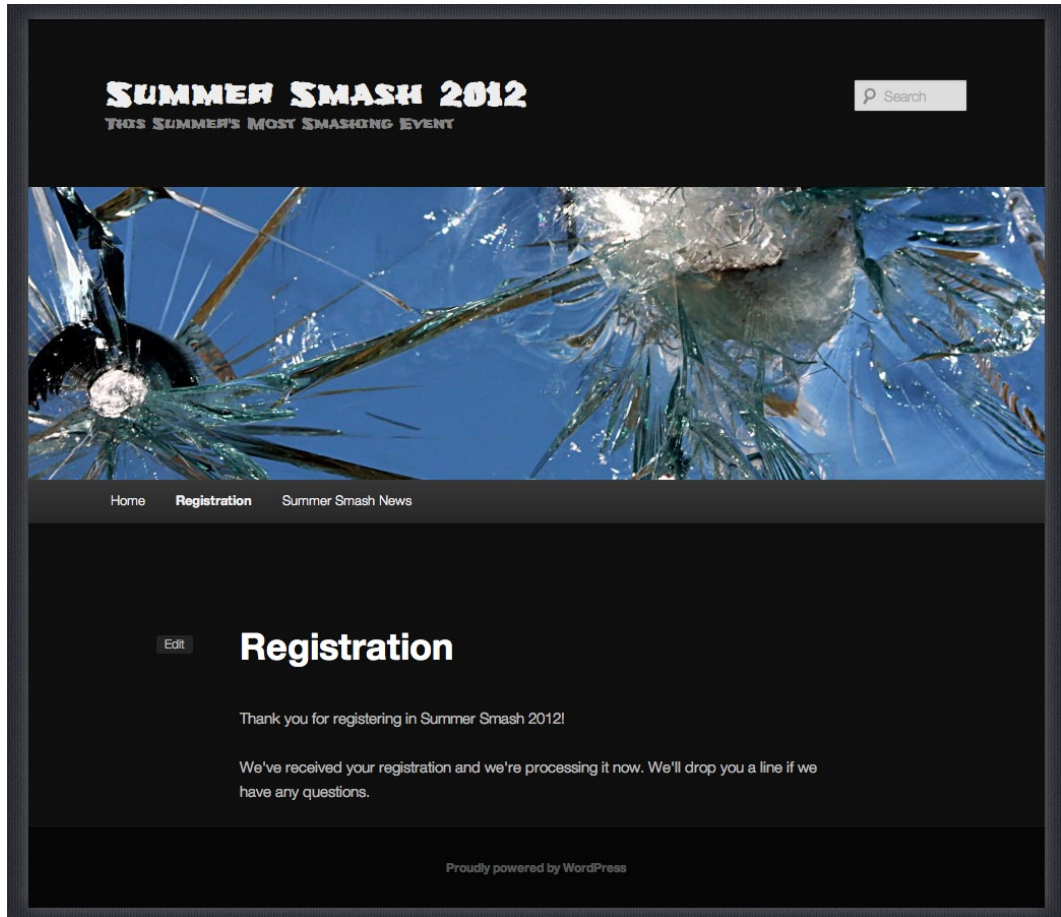 Summer Smash 2012
This Summer's Most Smashing Event
Search
Home Registration Summer Smash News
Edit
Registration
Thank you for registering in Summer Smash 2012!
We've received your registration and we're processing it now. We'll drop you a line if we
have any questions.
Proudly powered by WordPress